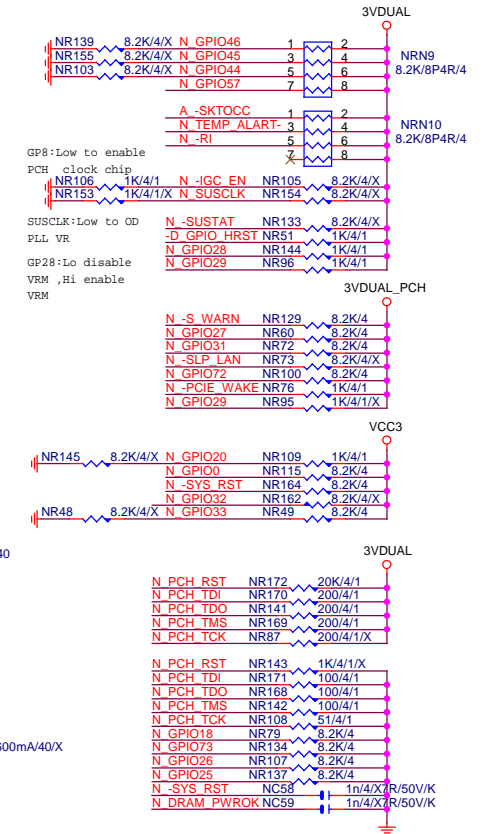 3VDUAL
NR139 8.2K/4/X N_GPIO46 1 2
NR155 8.2K/4/X N_GPIO45 3 4 NRN9
NR103 8.2K/4/X N_GPIO44 5 6 8.2K/8P4R/4
N_GPIO57 7 8
A_-SKTOCC 1 2
N_TEMP_ALART- 3 4 NRN10
N_-RI 5 6 8.2K/8P4R/4
7 8
GP8:Low to enable
PCH clock chip
NR106 1K/4/1 N_-IGC_EN NR105 8.2K/4/X
NR153 1K/4/1/X N_SUSCLK NR154 8.2K/4/X
SUSCLK:Low to OD
PLL VR
N_-SUSTAT NR133 8.2K/4/X
-D_GPIO_HRST NR51 1K/4/1
N_GPIO28 NR144 1K/4/1
N_GPIO29 NR96 1K/4/1
GP28:Lo disable
VRM ,Hi enable
VRM
3VDUAL_PCH
N_-S_WARN NR129 8.2K/4
N_GPIO27 NR60 8.2K/4
N_GPIO31 NR72 8.2K/4
N_-SLP_LAN NR73 8.2K/4/X
N_GPIO72 NR100 8.2K/4
N_-PCIE_WAKE NR76 1K/4/1
N_GPIO29 NR95 1K/4/1/X
VCC3
NR145 8.2K/4/X N_GPIO20 NR109 1K/4/1
N_GPIO0 NR115 8.2K/4
N_-SYS_RST NR164 8.2K/4
N_GPIO32 NR162 8.2K/4/X
NR48 8.2K/4/X N_GPIO33 NR49 8.2K/4
40
3VDUAL
N_PCH_RST NR172 20K/4/1
N_PCH_TDI NR170 200/4/1
N_PCH_TDO NR141 200/4/1
N_PCH_TMS NR169 200/4/1
N_PCH_TCK NR87 200/4/1/X
N_PCH_RST NR143 1K/4/1/X
N_PCH_TDI NR171 100/4/1
N_PCH_TDO NR168 100/4/1
N_PCH_TMS NR142 100/4/1
N_PCH_TCK NR108 51/4/1
N_GPIO18 NR79 8.2K/4
N_GPIO73 NR134 8.2K/4
600mA/40/X
N_GPIO26 NR107 8.2K/4
N_GPIO25 NR137 8.2K/4
N_-SYS_RST NC58 1n/4/X7R/50V/K
N_DRAM_PWROK NC59 1n/4/X7R/50V/K